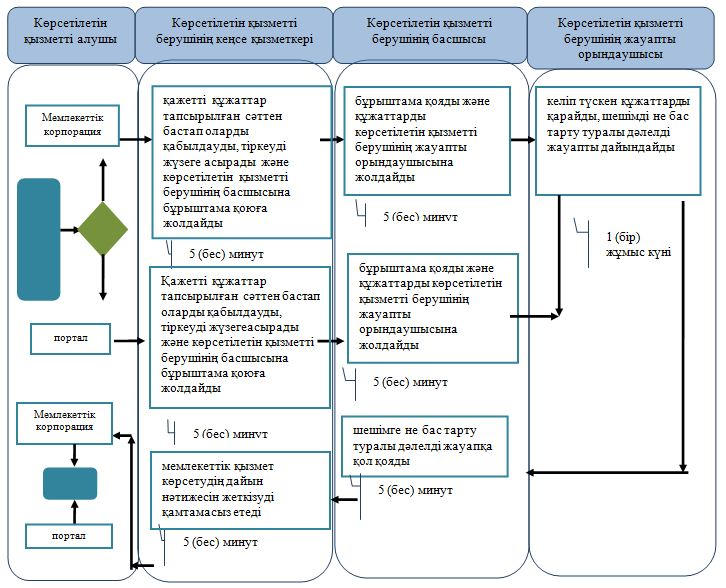 Көрсетілетін
қызметті алушы
Көрсетілетін қызметті
берушінің кеңсе қызметкері
Көрсетілетін қызметті
берушінің басшысы
Көрсетілетін қызметті
берушінің жауапты
орындаушысы
Мемлекеттік
корпорация
қажетті құжаттар
тапсырылған сәттен
бастап оларды
қабылдауды, тіркеуді
жүзеге асырады және
көрсетілетін қызметті
берушінің басшысына
бұрыштама қоюға
жолдайды
5 (бес) минут
бұрыштама қояды және
құжаттарды
көрсетілетін қызметті
берушінің жауапты
орындаушысына
жолдайды
5 (бес) минут
келіп түскен құжаттарды
қарайды, шешімді не бас
тарту туралы дәлелді
жауапты дайындайды
1 (бір)
жұмыс күні
портал
Қажетті құжаттар
тапсырылған сәттен бастап
оларды қабылдауды,
тіркеуді жүзегеасырады
және көрсетілетін қызметті
берушінің басшысына
бұрыштама қоюға
жолдайды
5 (бес) минут
бұрыштама қояды және
құжаттарды көрсетілетін
қызметті берушінің
жауапты
орындаушысына
жолдайды
5 (бес) минут
Мемлекеттік
корпорация
портал
мемлекеттік қызмет
көрсетудің дайын
нәтижесін жеткізуді
қамтамасыз етеді
5 (бес) минут
шешімге не бас тарту
туралы дәлелді жауапқа
қол қояды
5 (бес) минут